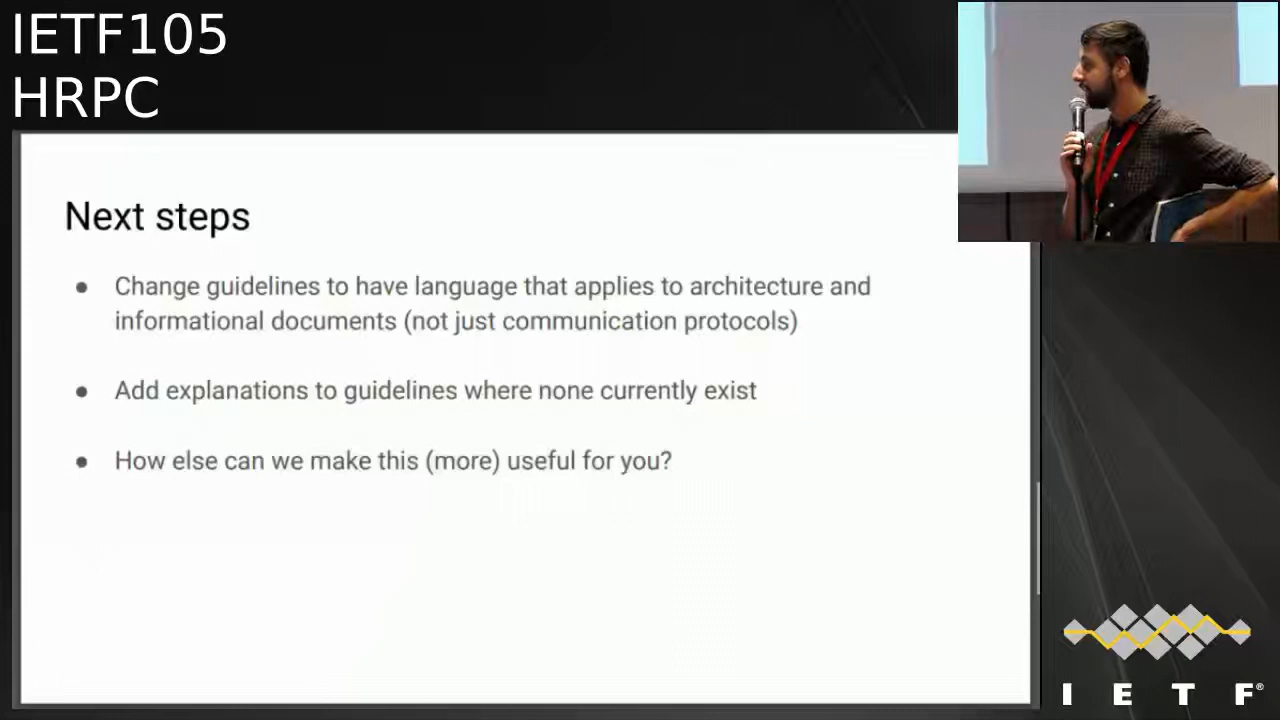 IETF105
HRPC
Next steps
● Change guidelines to have language that applies to architecture and
informational documents (not just communication protocols)
● Add explanations to guidelines where none currently exist
● How else can we make this (more) useful for you?
I E T F®